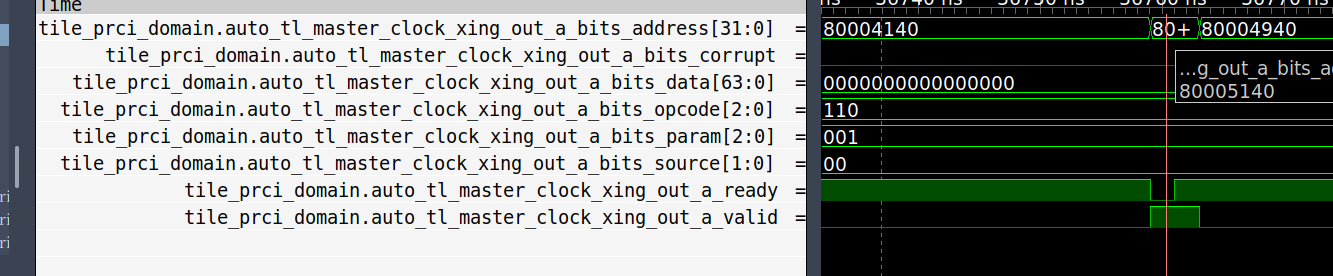 Time
tile_prci_domain.auto_tl_master_clock_xing_out_a_bits_address[31:0] =
tile_prci_domain.auto_tl_master_clock_xing_out_a_bits_corrupt =
tile_prci_domain.auto_tl_master_clock_xing_out_a_bits_data[63:0] =
tile_prci_domain.auto_tl_master_clock_xing_out_a_bits_opcode[2:0] =
tile_prci_domain.auto_tl_master_clock_xing_out_a_bits_param[2:0] =
tile_prci_domain.auto_tl_master_clock_xing_out_a_bits_source[1:0] =
tile_prci_domain.auto_tl_master_clock_xing_out_a_ready =
tile_prci_domain.auto_tl_master_clock_xing_out_a_valid =
ns 56740 ns 56750 ns 56760 ns 56770 ns
80004140 80+ 80004940
0000000000000000
...g_out_a_bits_a
80005140
110
001
00
ri
ri
ri